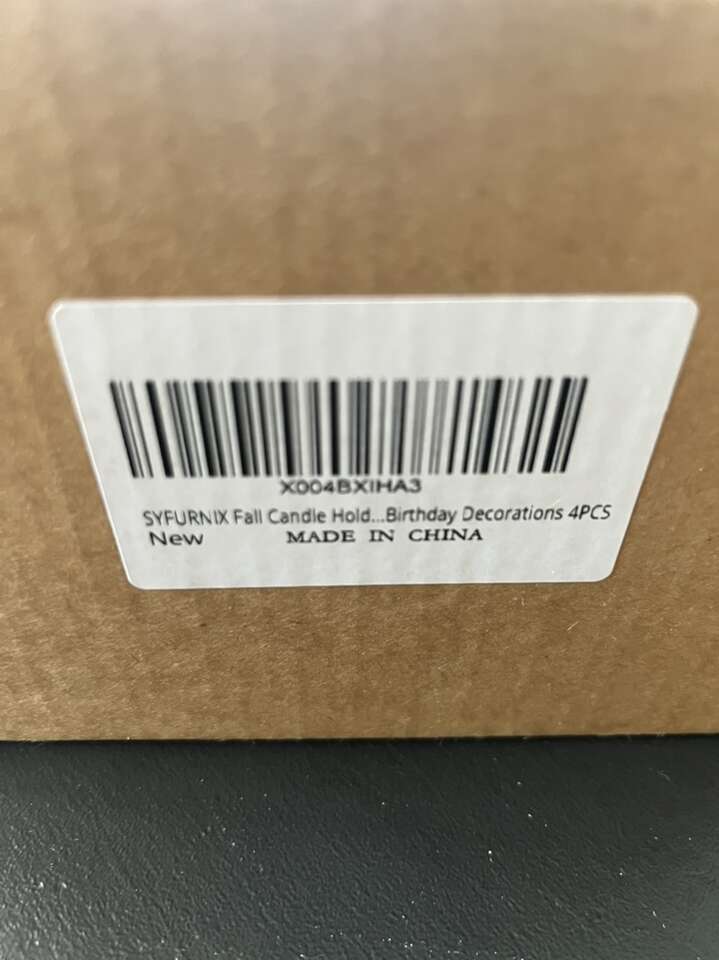 X004BXIHA3
SYFURNIX Fall Candle Hold...Birthday Decorations 4PCS
New MADE IN CHINA